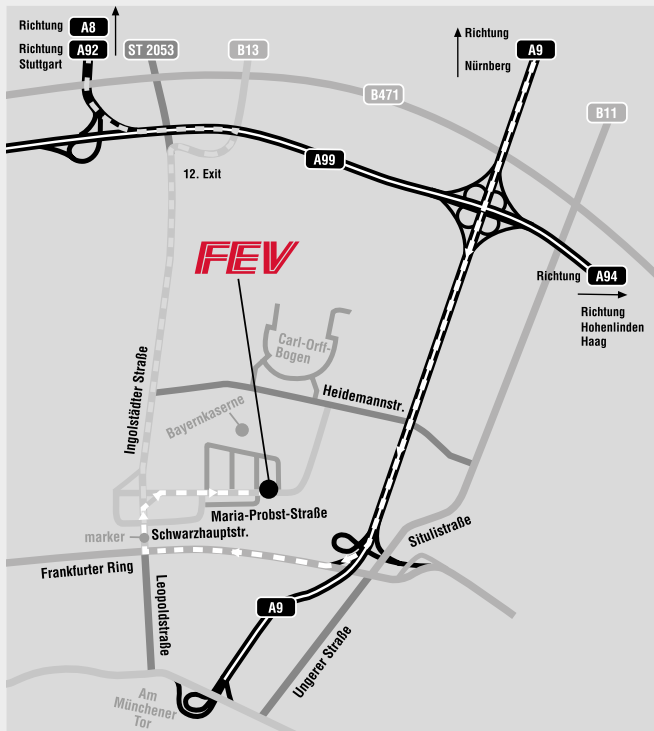 Richtung
A8
Richtung
Stuttgart
A92
ST 2053
B13
Richtung
Nürnberg
A9
B471
B11
12. Exit
A99
FEV
Richtung
A94
Richtung
Hohenlinden
Haag
Carl-Orff-
Bogen
Ingolstädter Straße
Heidemannstr.
Bayernkaserne
Maria-Probst-Straße
marker
Schwarzhauptstr.
Situlistraße
Frankfurter Ring
Leopoldstraße
A9
Ungerer Straße
Am
Münchener
Tor